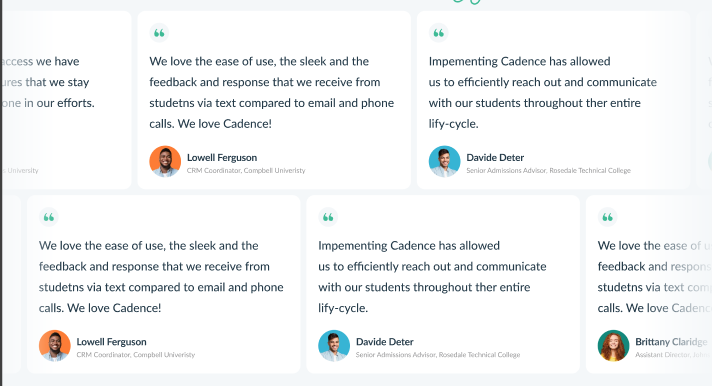 uccess we have
ures that we stay
one in our efforts.
University
We love the ease of use, the sleek and the
feedback and response that we receive from
studetns via text compared to email and phone
calls. We love Cadence!
Lowell Ferguson
CRM Coordinator, Compbell Univeristy
Impementing Cadence has allowed
us to efficiently reach out and communicate
with our students throughout ther entire
lify-cycle.
Davide Deter
Senior Admissions Advisor, Rosedale Technical College
We love the ease of use, the sleek and the
feedback and response that we receive from
studetns via text compared to email and phone
calls. We love Cadence!
Lowell Ferguson
CRM Coordinator, Compbell Univeristy
Impementing Cadence has allowed
us to efficiently reach out and communicate
with our students throughout ther entire
lify-cycle.
Davide Deter
Senior Admissions Advisor, Rosedale Technical College
We love the ease of u
feedback and respons
studetns via text comp
calls. We love Cadenc
Brittany Claridge
Assistant Director,